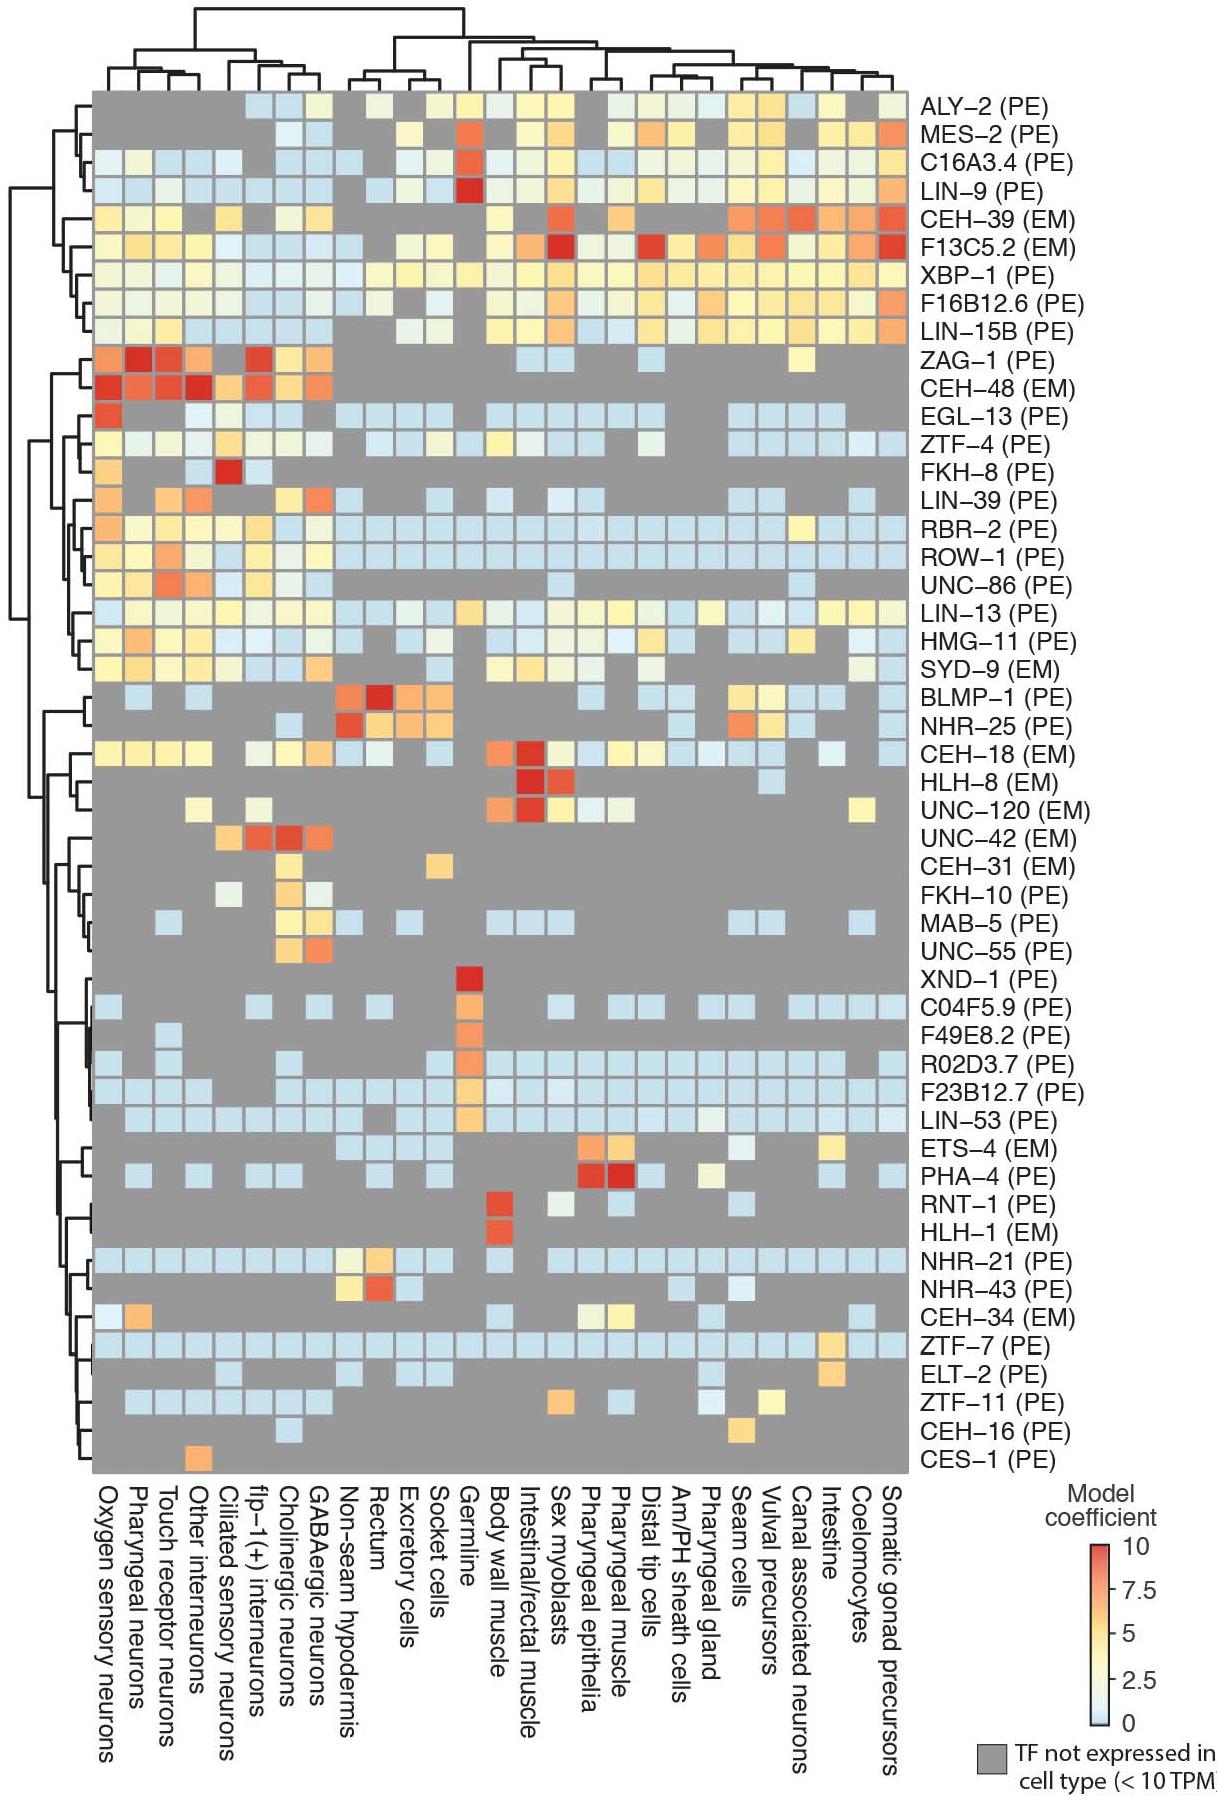 ALY−2 (PE)
MES−2 (PE)
C16A3.4 (PE)
LIN−9 (PE)
CEH−39 (EM)
F13C5.2 (EM)
XBP−1 (PE)
F16B12.6 (PE)
LIN−15B (PE)
ZAG−1 (PE)
CEH−48 (EM)
EGL−13 (PE)
ZTF−4 (PE)
FKH−8 (PE)
LIN−39 (PE)
RBR−2 (PE)
ROW−1 (PE)
UNC−86 (PE)
LIN−13 (PE)
HMG−11 (PE)
SYD−9 (EM)
BLMP−1 (PE)
NHR−25 (PE)
CEH−18 (EM)
HLH−8 (EM)
UNC−120 (EM)
UNC−42 (EM)
CEH−31 (EM)
FKH−10 (PE)
MAB−5 (PE)
UNC−55 (PE)
XND−1 (PE)
C04F5.9 (PE)
F49E8.2 (PE)
R02D3.7 (PE)
F23B12.7 (PE)
LIN−53 (PE)
ETS−4 (EM)
PHA−4 (PE)
RNT−1 (PE)
HLH−1 (EM)
NHR−21 (PE)
NHR−43 (PE)
CEH−34 (EM)
ZTF−7 (PE)
ELT−2 (PE)
ZTF−11 (PE)
CEH−16 (PE)
CES−1 (PE)
Oxygen sensory neurons
Pharyngeal neurons
Touch receptor neurons
Other interneurons
Ciliated sensory neurons
flp−1(+) interneurons
Cholinergic neurons
GABAergic neurons
Non−seam hypodermis
Rectum
Excretory cells
Socket cells
Germline
Body wall muscle
Intestinal/rectal muscle
Sex myoblasts
Pharyngeal epithelia
Pharyngeal muscle
Distal tip cells
Am/PH sheath cells
Pharyngeal gland
Seam cells
Vulval precursors
Canal associated neurons
Intestine
Coelomocytes
Somatic gonad precursors
Model
coefficient
10
7.5
5
2.5
0
TF not expressed in
cell type (< 10 TPM